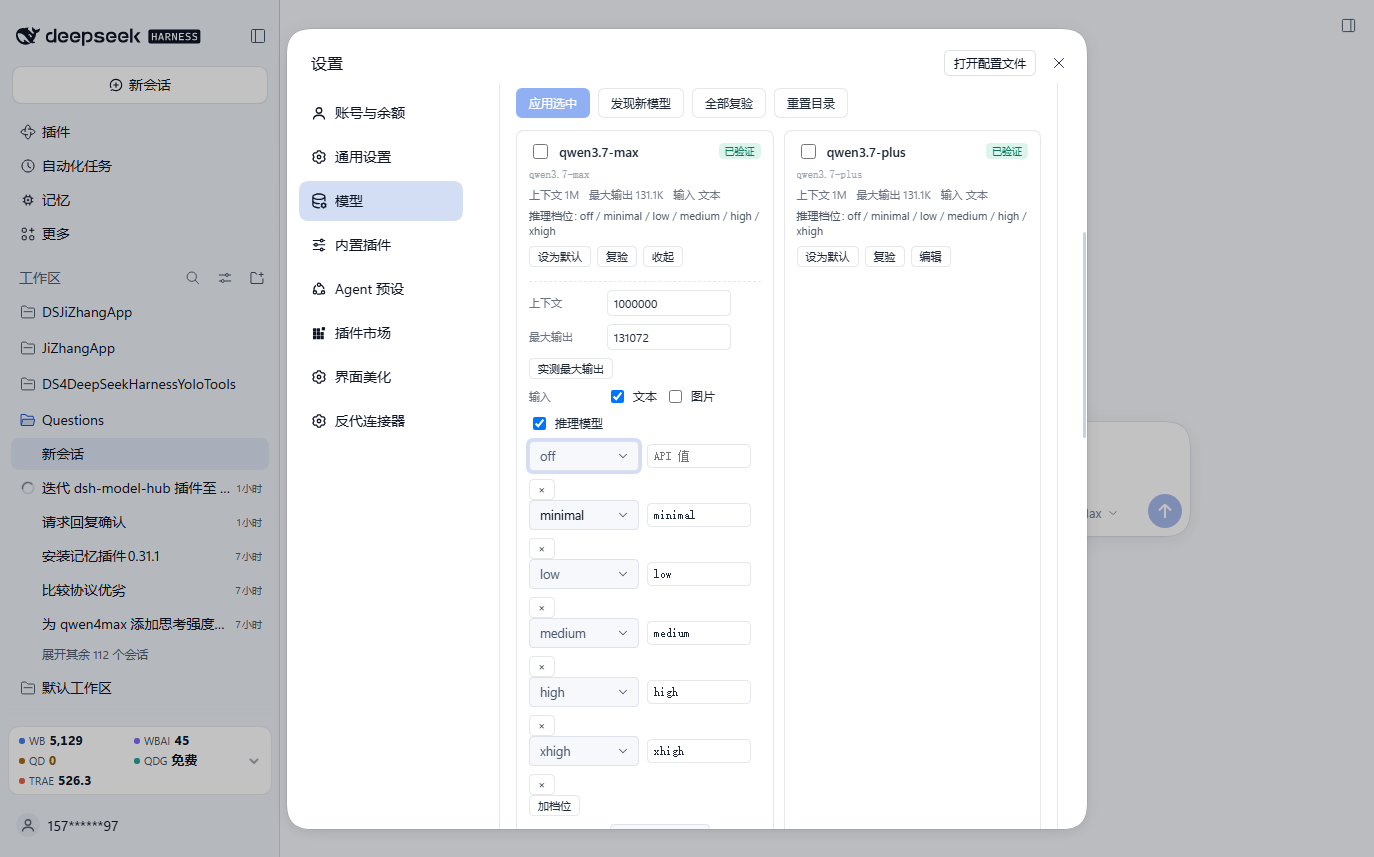 deepseek HARNESS
新会话
插件
自动化任务
记忆
更多
工作区
DSJiZhangApp
JiZhangApp
DS4DeepSeekHarnessYoloTools
Questions
新会话
迭代 dsh-model-hub 插件至 ... 1小时
请求回复确认 1小时
安装记忆插件0.31.1 7小时
比较协议优劣 7小时
为 qwen4max 添加思考强度... 7小时
展开其余 112 个会话
默认工作区
WB 5,129 WBAI 45
QD 0 QDG 免费
TRAE 526.3
157******97
设置
打开配置文件
账号与余额
通用设置
模型
内置插件
Agent 预设
插件市场
界面美化
反代连接器
应用选中 发现新模型 全部复验 重置目录
qwen3.7-max 已验证
qwen3.7-max
上下文 1M 最大输出 131.1K 输入 文本
推理档位: off / minimal / low / medium / high /
xhigh
设为默认 复验 收起
上下文 1000000
最大输出 131072
实测最大输出
输入 文本 图片
推理模型
off API 值
×
minimal minimal
×
low low
×
medium medium
×
high high
×
xhigh xhigh
×
加档位
qwen3.7-plus 已验证
qwen3.7-plus
上下文 1M 最大输出 131.1K 输入 文本
推理档位: off / minimal / low / medium / high /
xhigh
设为默认 复验 编辑